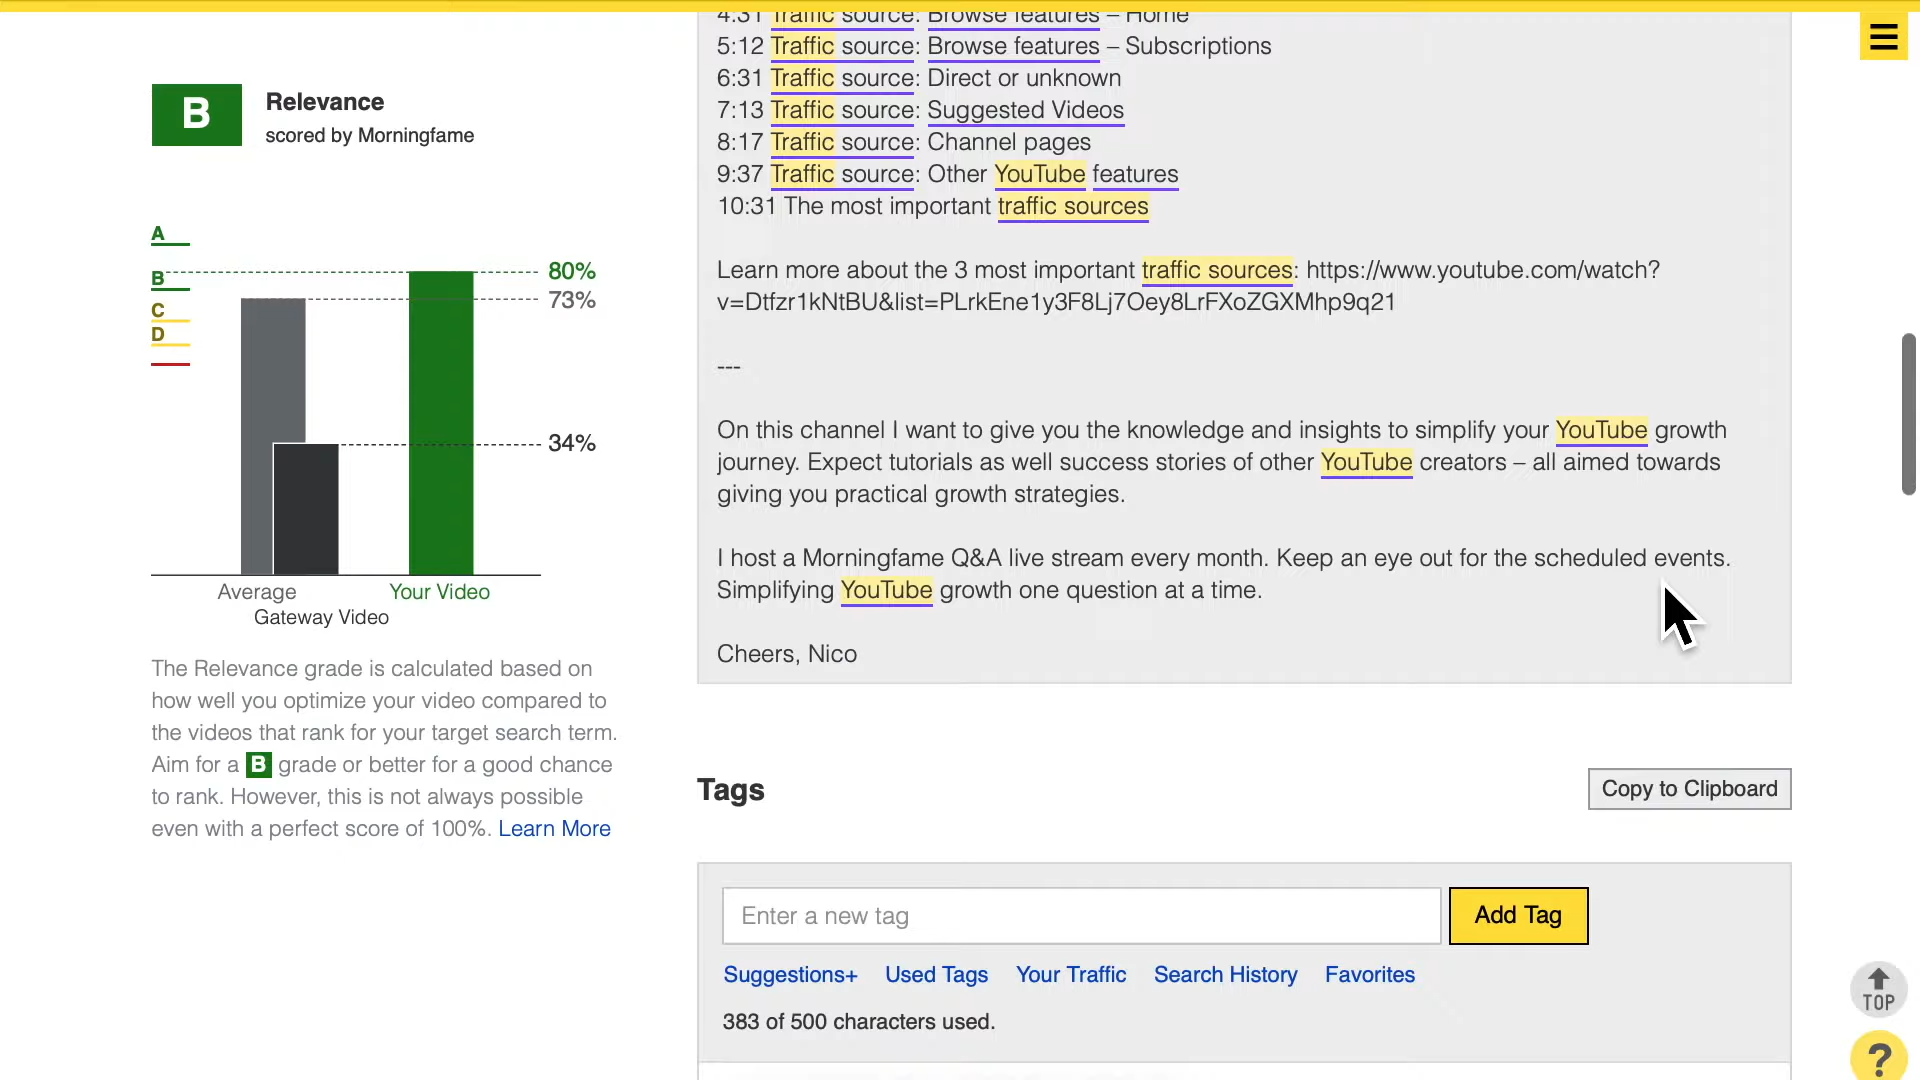 B
Relevance
scored by Morningfame
A
B
C
D
80%
73%
34%
Average
Your Video
Gateway Video
The Relevance grade is calculated based on
how well you optimize your video compared to
the videos that rank for your target search term.
Aim for a B grade or better for a good chance
to rank. However, this is not always possible
even with a perfect score of 100%. Learn More
4:31 Traffic source: Browse features – Home
5:12 Traffic source: Browse features – Subscriptions
6:31 Traffic source: Direct or unknown
7:13 Traffic source: Suggested Videos
8:17 Traffic source: Channel pages
9:37 Traffic source: Other YouTube features
10:31 The most important traffic sources
Learn more about the 3 most important traffic sources: https://www.youtube.com/watch?
v=Dtfzr1kNtBU&list=PLrkEne1y3F8Lj7Oey8LrFXoZGXMhp9q21
---
On this channel I want to give you the knowledge and insights to simplify your YouTube growth
journey. Expect tutorials as well success stories of other YouTube creators – all aimed towards
giving you practical growth strategies.
I host a Morningfame Q&A live stream every month. Keep an eye out for the scheduled events.
Simplifying YouTube growth one question at a time.
Cheers, Nico
Tags
Copy to Clipboard
Enter a new tag
Add Tag
Suggestions+ Used Tags Your Traffic Search History Favorites
383 of 500 characters used.
TOP
?